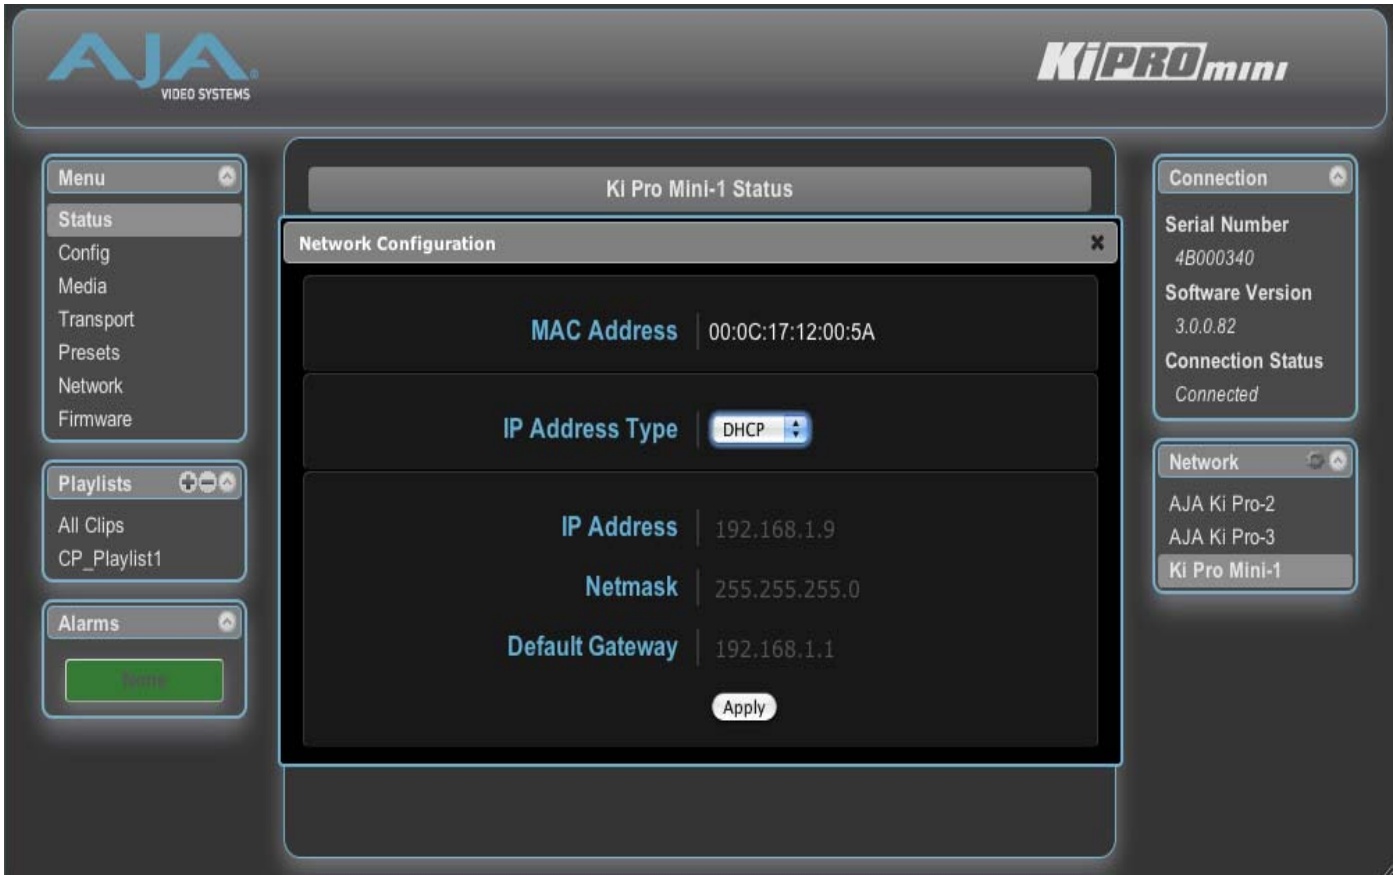 AJA
VIDEO SYSTEMS
KiPRO mini
Menu
Status
Config
Media
Transport
Presets
Network
Firmware
Playlists
All Clips
CP_Playlist1
Alarms
None
Ki Pro Mini-1 Status
Network Configuration
MAC Address 00:0C:17:12:00:5A
IP Address Type DHCP
IP Address 192.168.1.9
Netmask 255.255.255.0
Default Gateway 192.168.1.1
Apply
Connection
Serial Number
4B000340
Software Version
3.0.0.82
Connection Status
Connected
Network
AJA Ki Pro-2
AJA Ki Pro-3
Ki Pro Mini-1